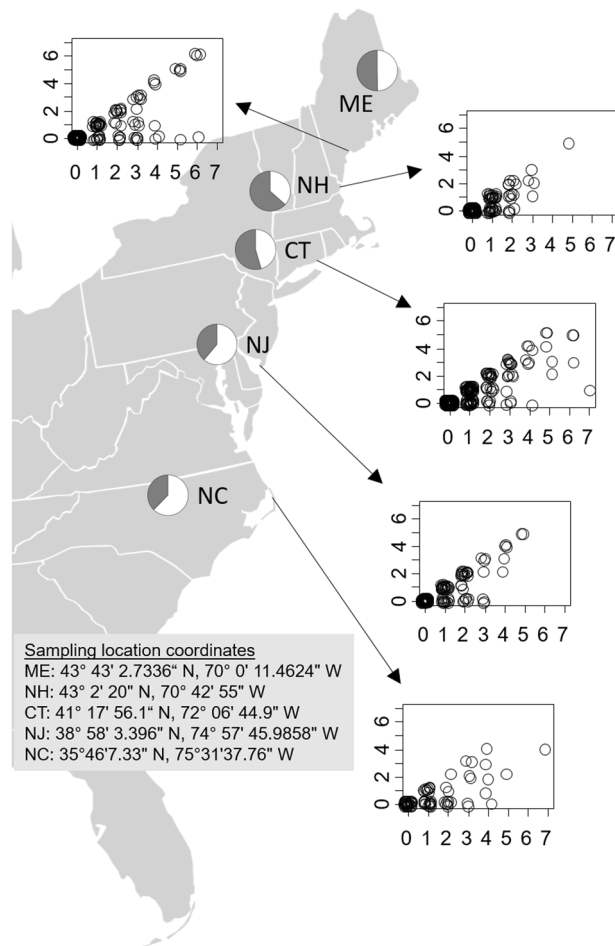 6
4
2
0
0 1 2 3 4 5 6 7
ME
6
4
2
0
0 1 2 3 4 5 6 7
NH
CT
6
4
2
0
0 1 2 3 4 5 6 7
NJ
6
4
2
0
0 1 2 3 4 5 6 7
NC
Sampling location coordinates
ME: 43° 43' 2.7336“ N, 70° 0' 11.4624" W
NH: 43° 2' 20" N, 70° 42' 55" W
CT: 41° 17' 56.1“ N, 72° 06' 44.9" W
NJ: 38° 58' 3.396" N, 74° 57' 45.9858" W
NC: 35°46'7.33" N, 75°31'37.76" W
6
4
2
0
0 1 2 3 4 5 6 7